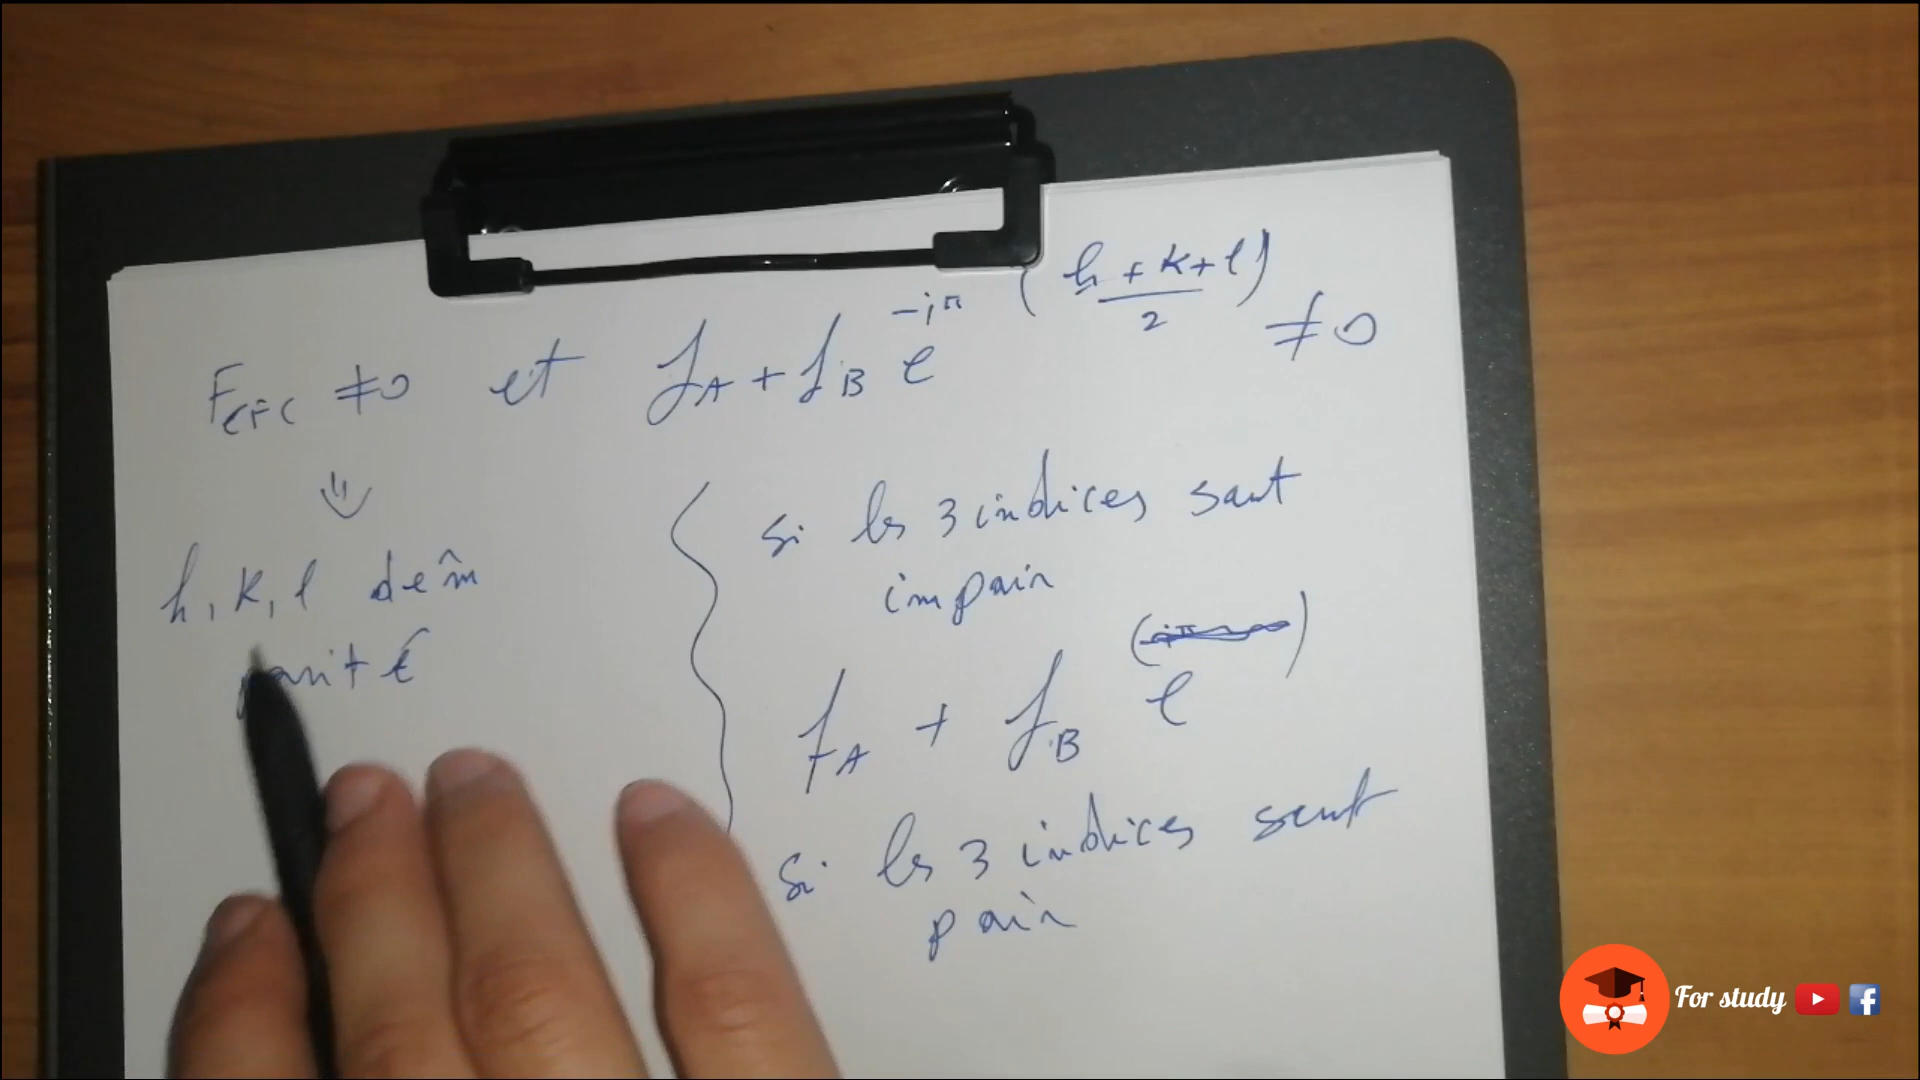 F_CFC ≠ 0 et f_A + f_B e^{-iπ (\frac{h+k+l}{2})} ≠ 0
⇓
h, k, l de m̂
parité
si les 3 indices sont
impair
f_A + f_B e
si les 3 indices sont
pair
For study